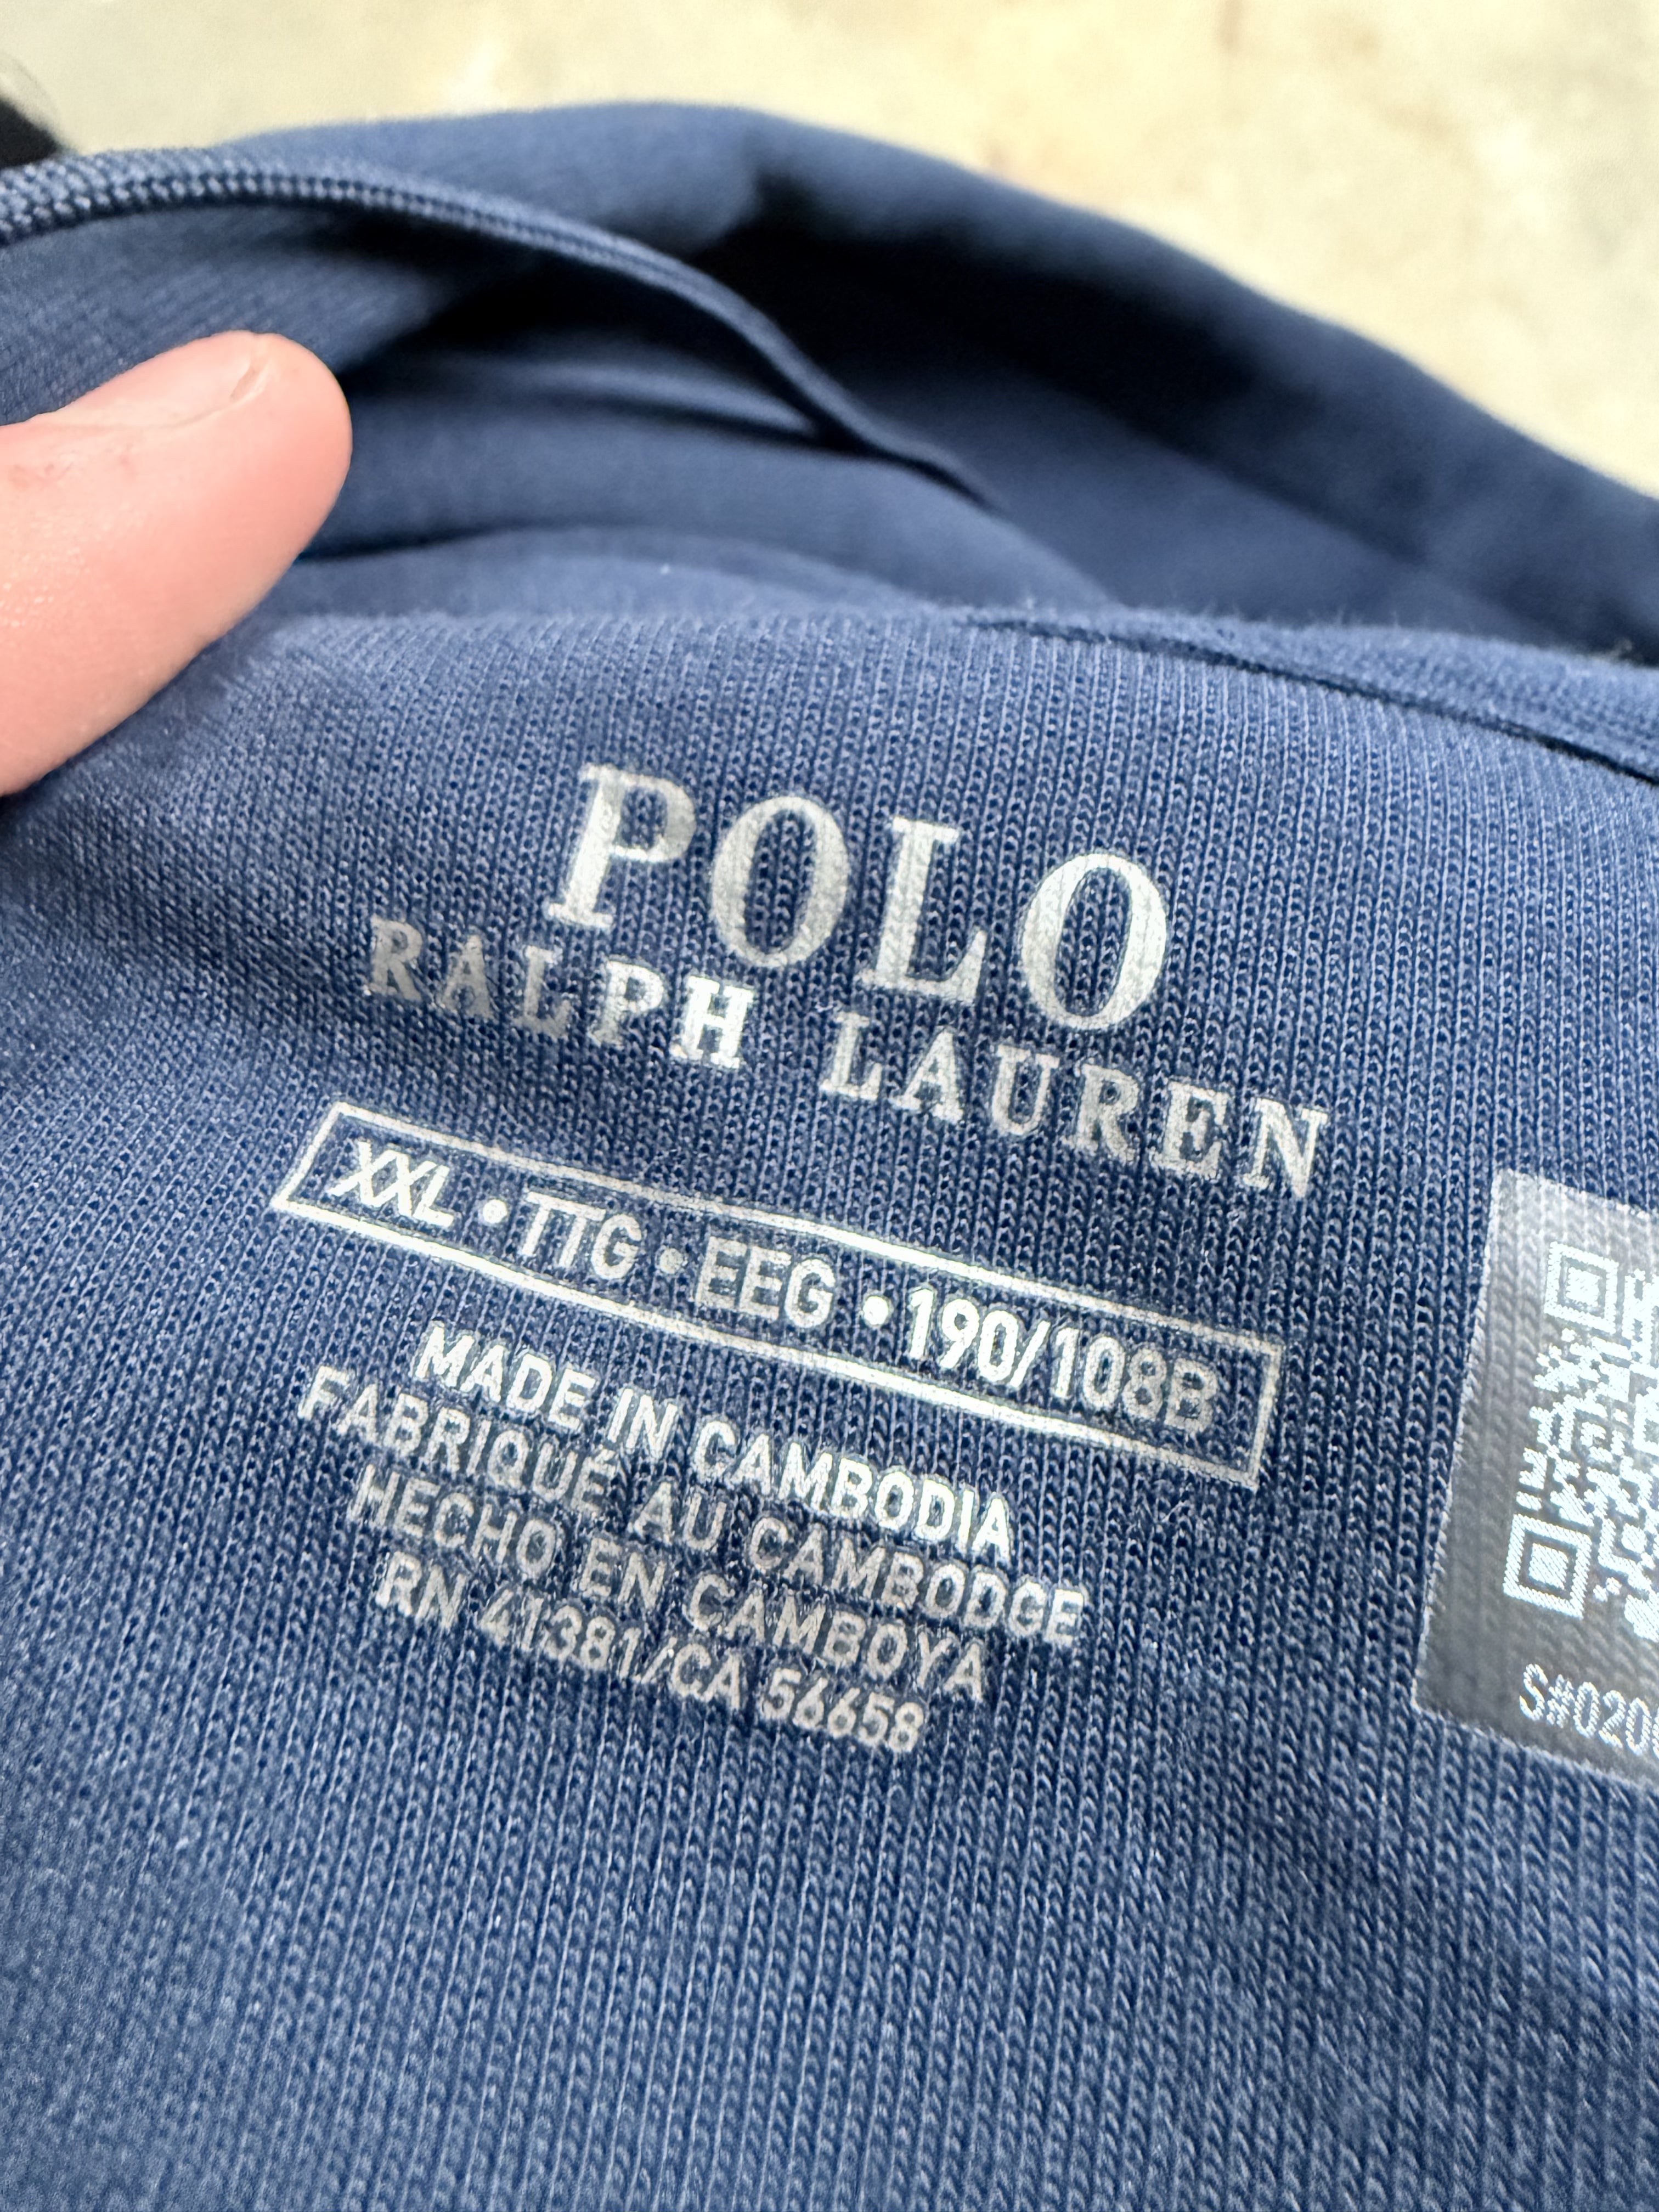 POLO
RALPH LAUREN
XXL • TTG • EEG • 190/108B
MADE IN CAMBODIA
FABRIQUÉ AU CAMBODGE
HECHO EN CAMBOYA
RN 41381/CA 56658